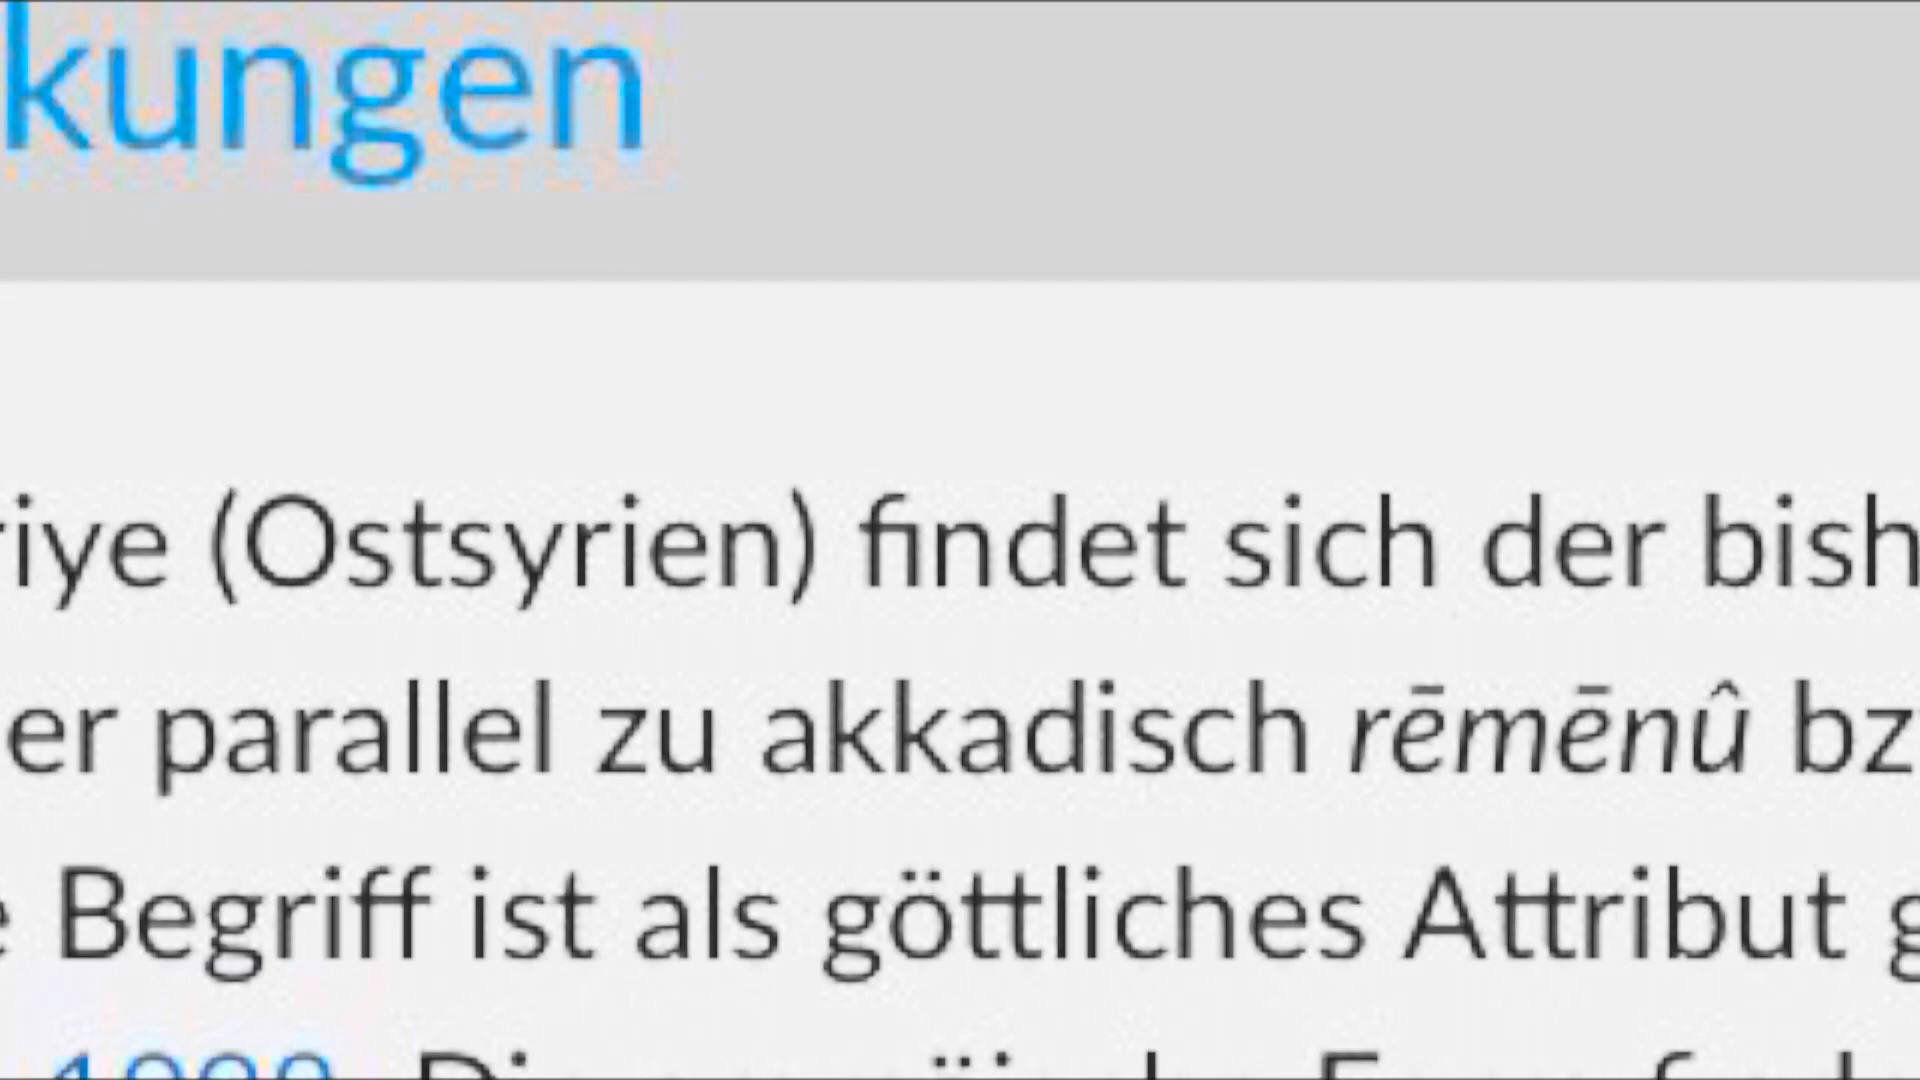 kungen
riye (Ostsyrien) findet sich der bish
er parallel zu akkadisch rēmēnû bz
e Begriff ist als göttliches Attribut g